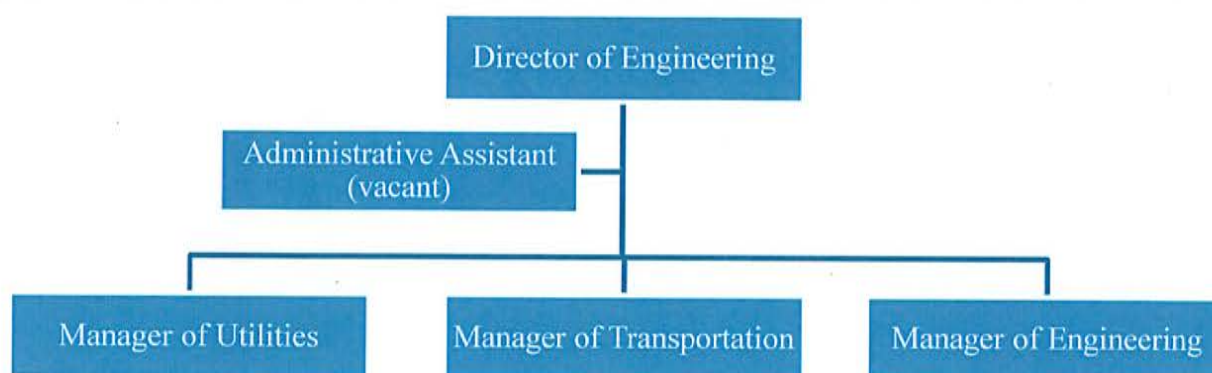 Director of Engineering
Administrative Assistant
(vacant)
Manager of Utilities
Manager of Transportation
Manager of Engineering